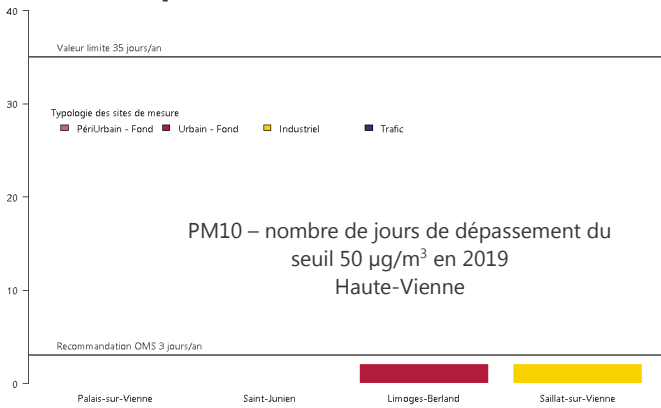 40
Valeur limite 35 jours/an
30
Typologie des sites de mesure
PériUrbain - Fond Urbain - Fond Industriel Trafic
20
PM10 – nombre de jours de dépassement du
seuil 50 µg/m³ en 2019
Haute-Vienne
10
Recommandation OMS 3 jours/an
0
Palais-sur-Vienne Saint-Junien Limoges-Berland Saillat-sur-Vienne